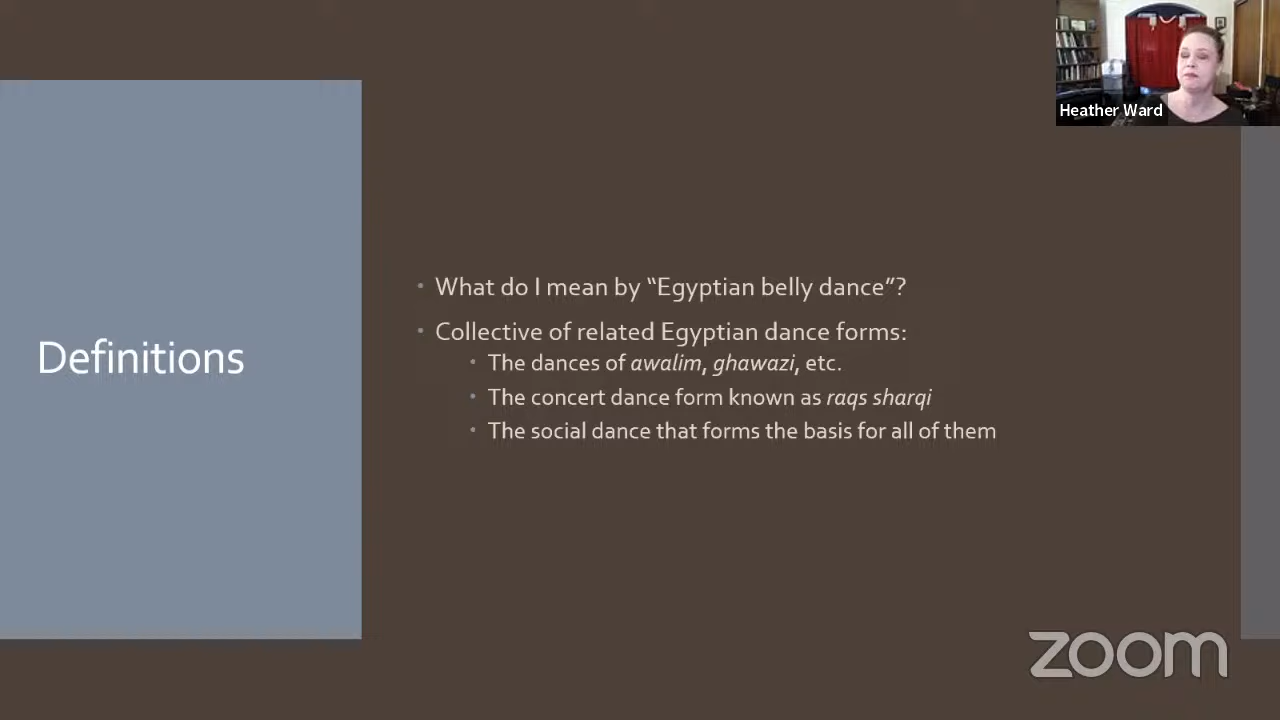 Heather Ward
Definitions
• What do I mean by “Egyptian belly dance”?
• Collective of related Egyptian dance forms:
• The dances of awalim, ghawazi, etc.
• The concert dance form known as raqs sharqi
• The social dance that forms the basis for all of them
zoom